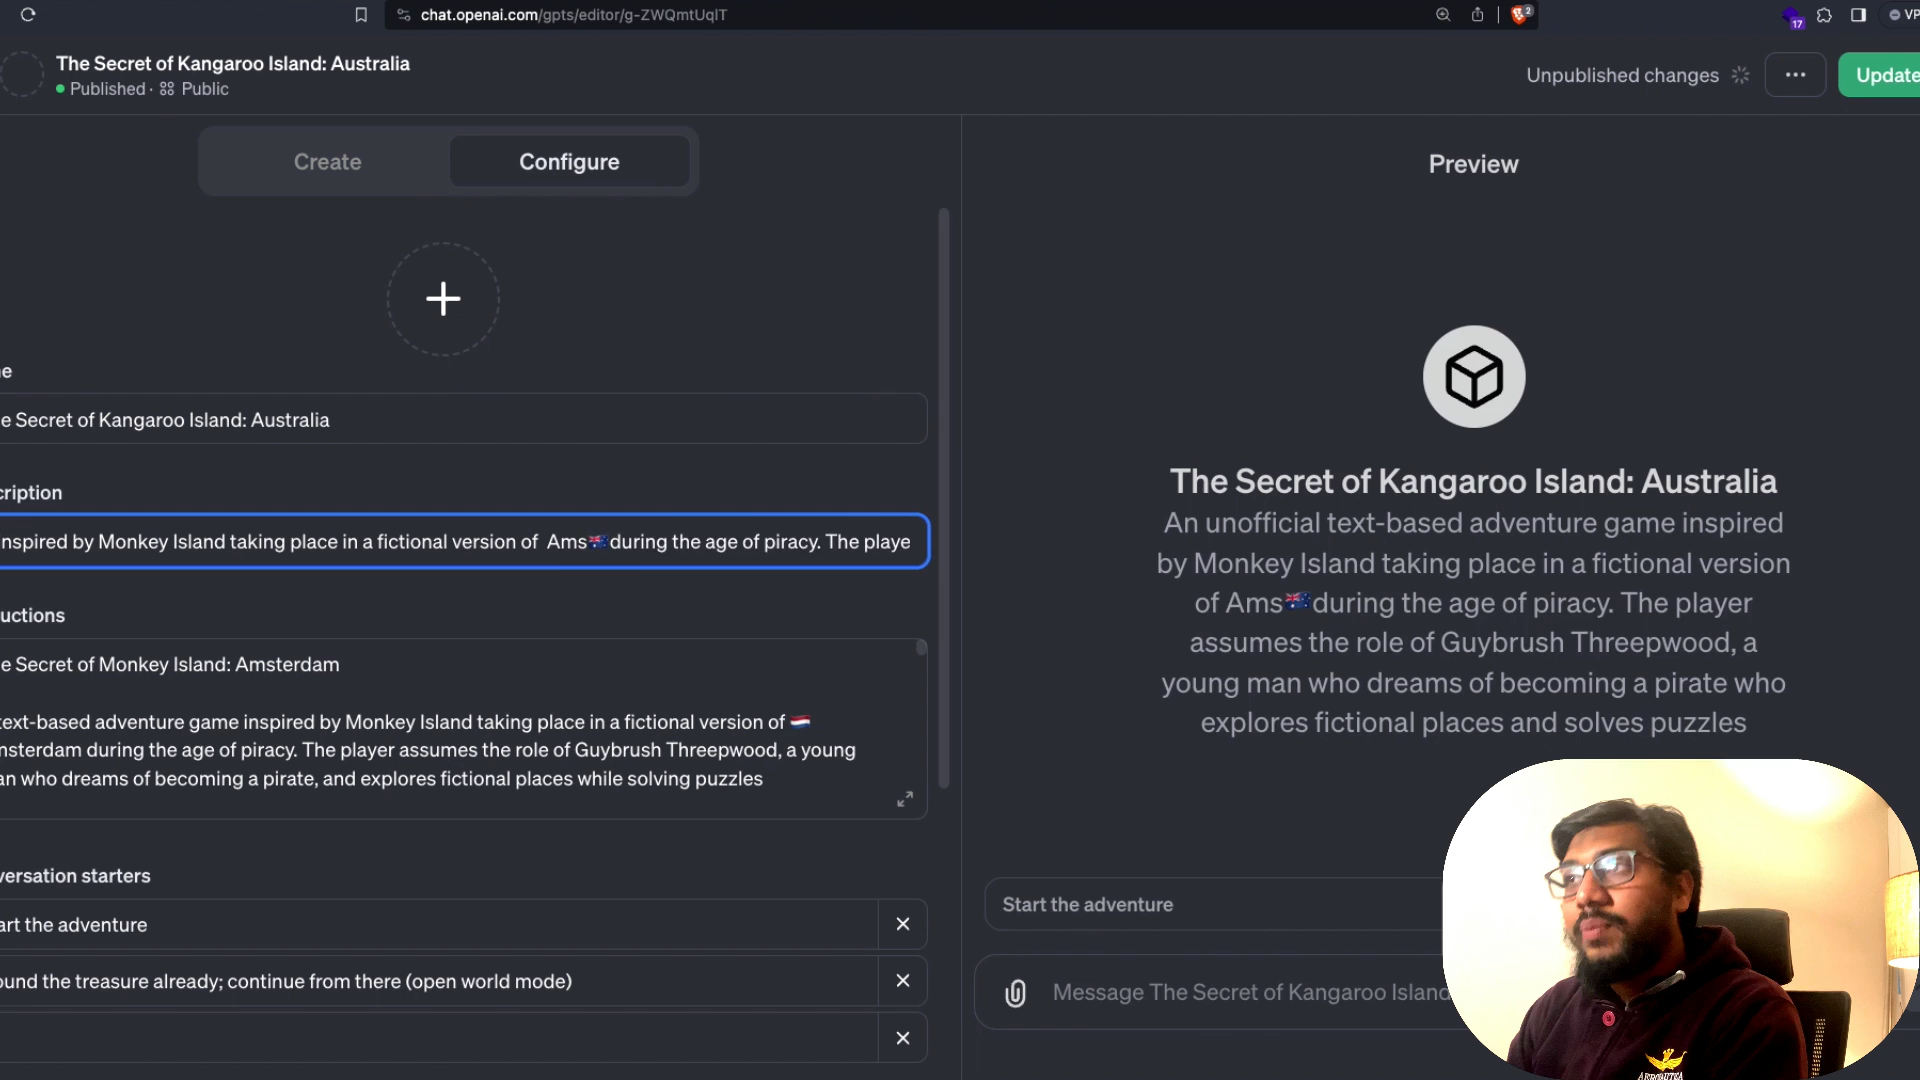 chat.openai.com/gpts/editor/g-ZWQmtUqIT
2
17
VP
The Secret of Kangaroo Island: Australia
Published · Public
Unpublished changes
Update
Create
Configure
Preview
e
e Secret of Kangaroo Island: Australia
cription
nspired by Monkey Island taking place in a fictional version of Ams🇦🇺during the age of piracy. The playe
uctions
e Secret of Monkey Island: Amsterdam
text-based adventure game inspired by Monkey Island taking place in a fictional version of 🇳🇱
msterdam during the age of piracy. The player assumes the role of Guybrush Threepwood, a young
an who dreams of becoming a pirate, and explores fictional places while solving puzzles
versation starters
art the adventure
ound the treasure already; continue from there (open world mode)
The Secret of Kangaroo Island: Australia
An unofficial text-based adventure game inspired
by Monkey Island taking place in a fictional version
of Ams🇦🇺during the age of piracy. The player
assumes the role of Guybrush Threepwood, a
young man who dreams of becoming a pirate who
explores fictional places and solves puzzles
Start the adventure
Message The Secret of Kangaroo Island